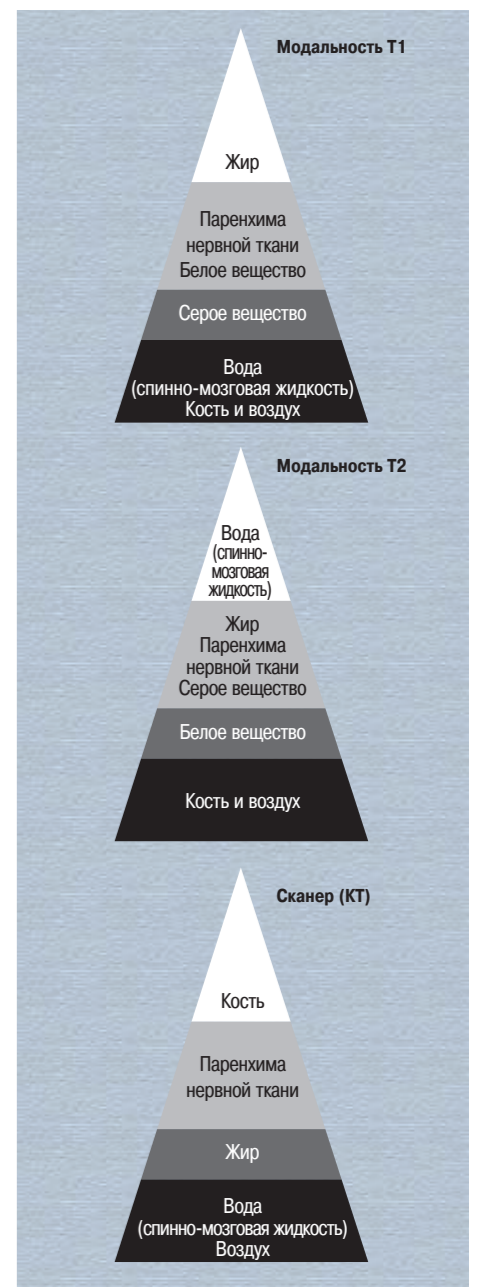 Модальность Т1
Жир
Паренхима
нервной ткани
Белое вещество
Серое вещество
Вода
(спинно-мозговая жидкость)
Кость и воздух
Модальность Т2
Вода
(спинно-
мозговая
жидкость)
Жир
Паренхима
нервной ткани
Серое вещество
Белое вещество
Кость и воздух
Сканер (КТ)
Кость
Паренхима
нервной ткани
Жир
Вода
(спинно-мозговая жидкость)
Воздух